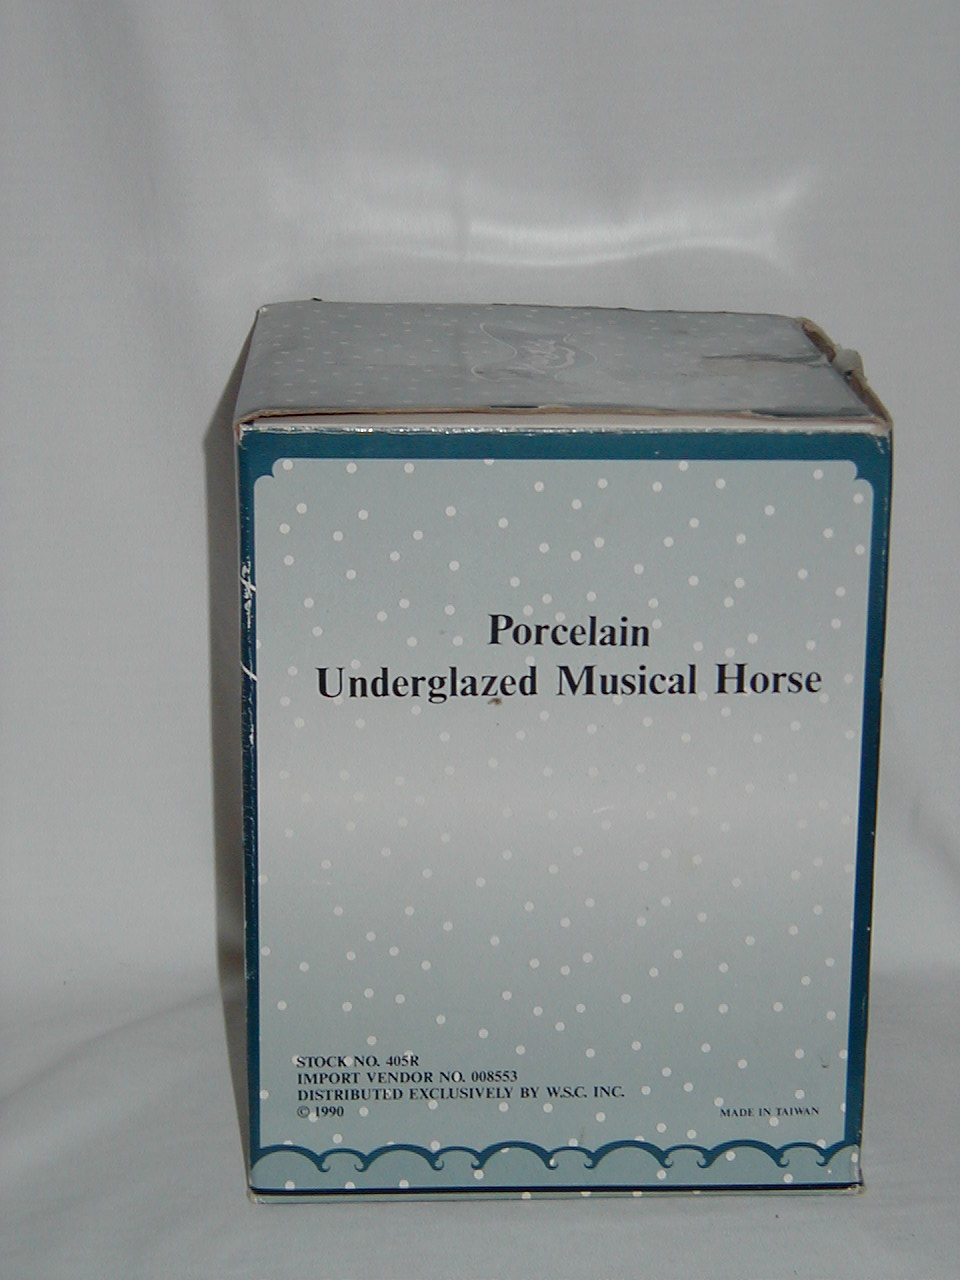 Porcelain
Underglazed Musical Horse
STOCK NO. 405R
IMPORT VENDOR NO. 008553
DISTRIBUTED EXCLUSIVELY BY W.S.C. INC.
© 1990
MADE IN TAIWAN